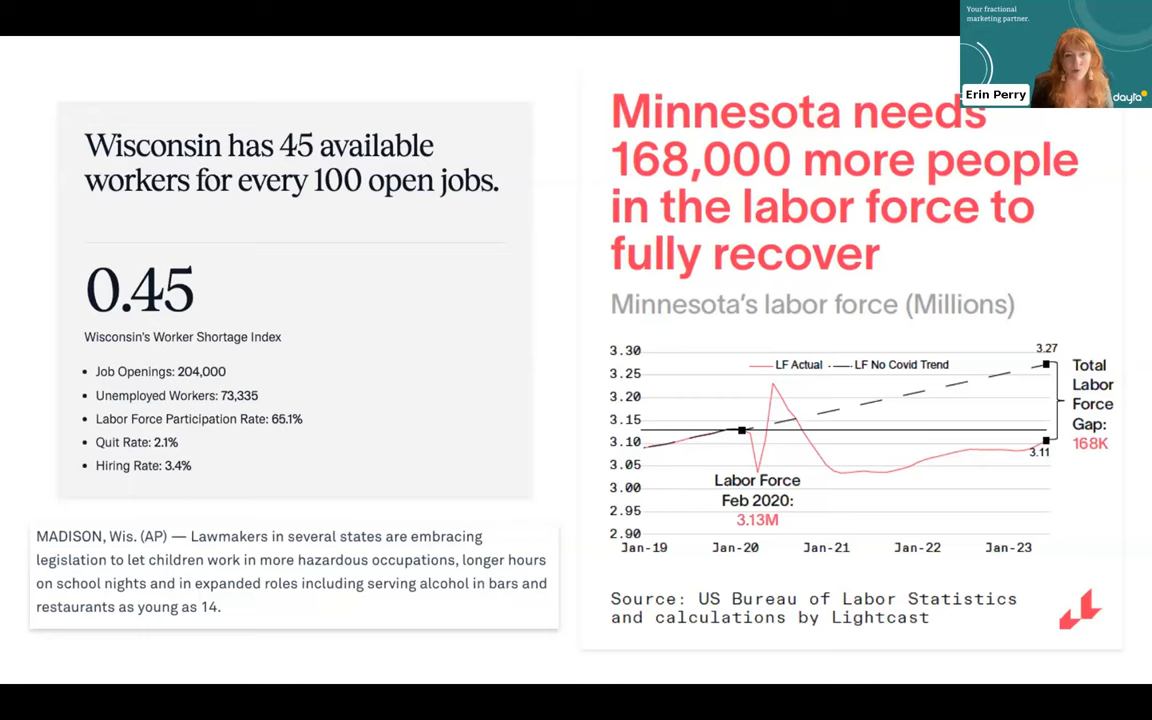 Your fractional
marketing partner.
Erin Perry
dayta
Wisconsin has 45 available
workers for every 100 open jobs.
0.45
Wisconsin's Worker Shortage Index
• Job Openings: 204,000
• Unemployed Workers: 73,335
• Labor Force Participation Rate: 65.1%
• Quit Rate: 2.1%
• Hiring Rate: 3.4%
MADISON, Wis. (AP) — Lawmakers in several states are embracing
legislation to let children work in more hazardous occupations, longer hours
on school nights and in expanded roles including serving alcohol in bars and
restaurants as young as 14.
Minnesota needs
168,000 more people
in the labor force to
fully recover
Minnesota's labor force (Millions)
3.30
3.25
3.20
3.15
3.10
3.05
3.00
2.95
2.90
LF Actual
LF No Covid Trend
3.27
3.11
Total
Labor
Force
Gap:
168K
Labor Force
Feb 2020:
3.13M
Jan-19 Jan-20 Jan-21 Jan-22 Jan-23
Source: US Bureau of Labor Statistics
and calculations by Lightcast